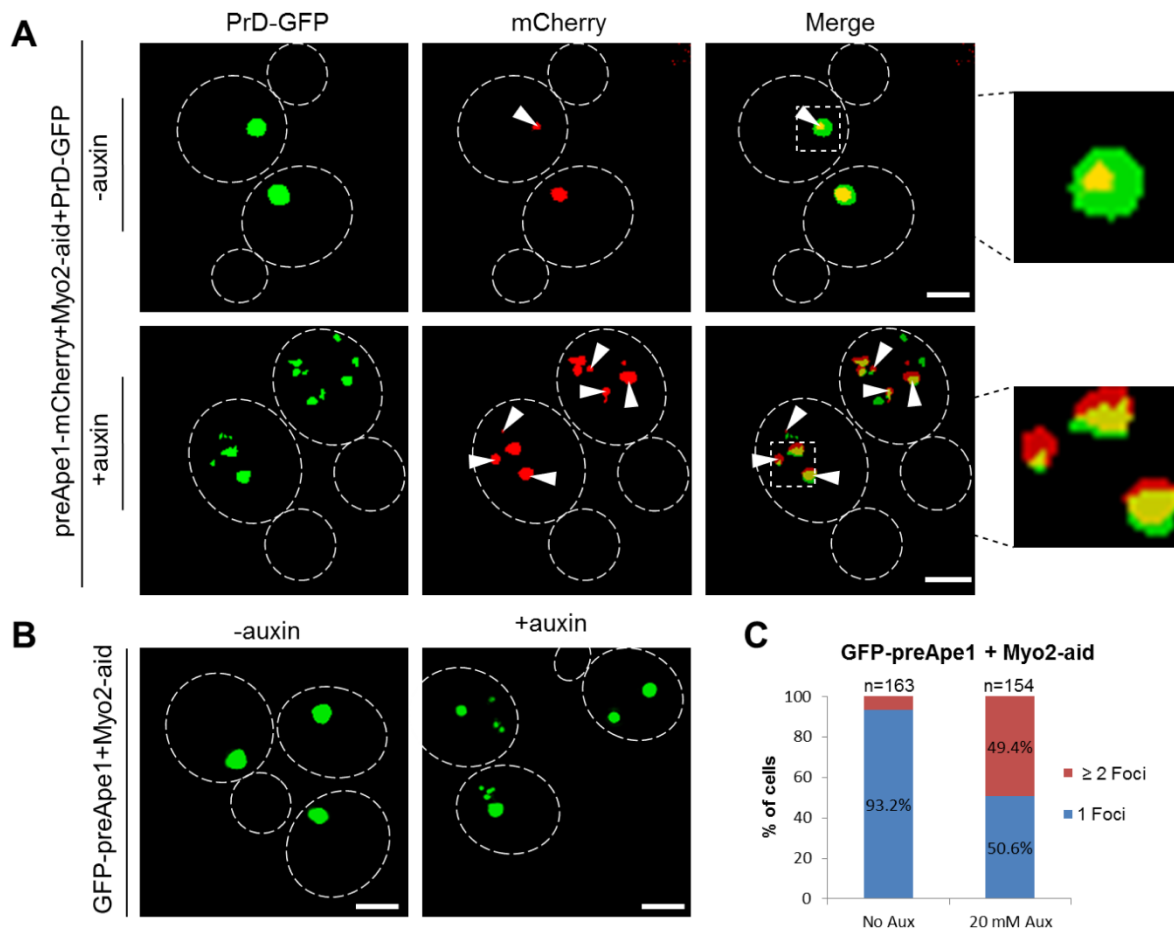 A
PrD-GFP
mCherry
Merge
preApe1-mCherry+Myo2-aid+PrD-GFP
-auxin
+auxin
B
-auxin
+auxin
GFP-preApe1+Myo2-aid
C
GFP-preApe1 + Myo2-aid
n=163
n=154
% of cells
100
80
60
40
20
0
93.2%
49.4%
50.6%
≥ 2 Foci
1 Foci
No Aux
20 mM Aux